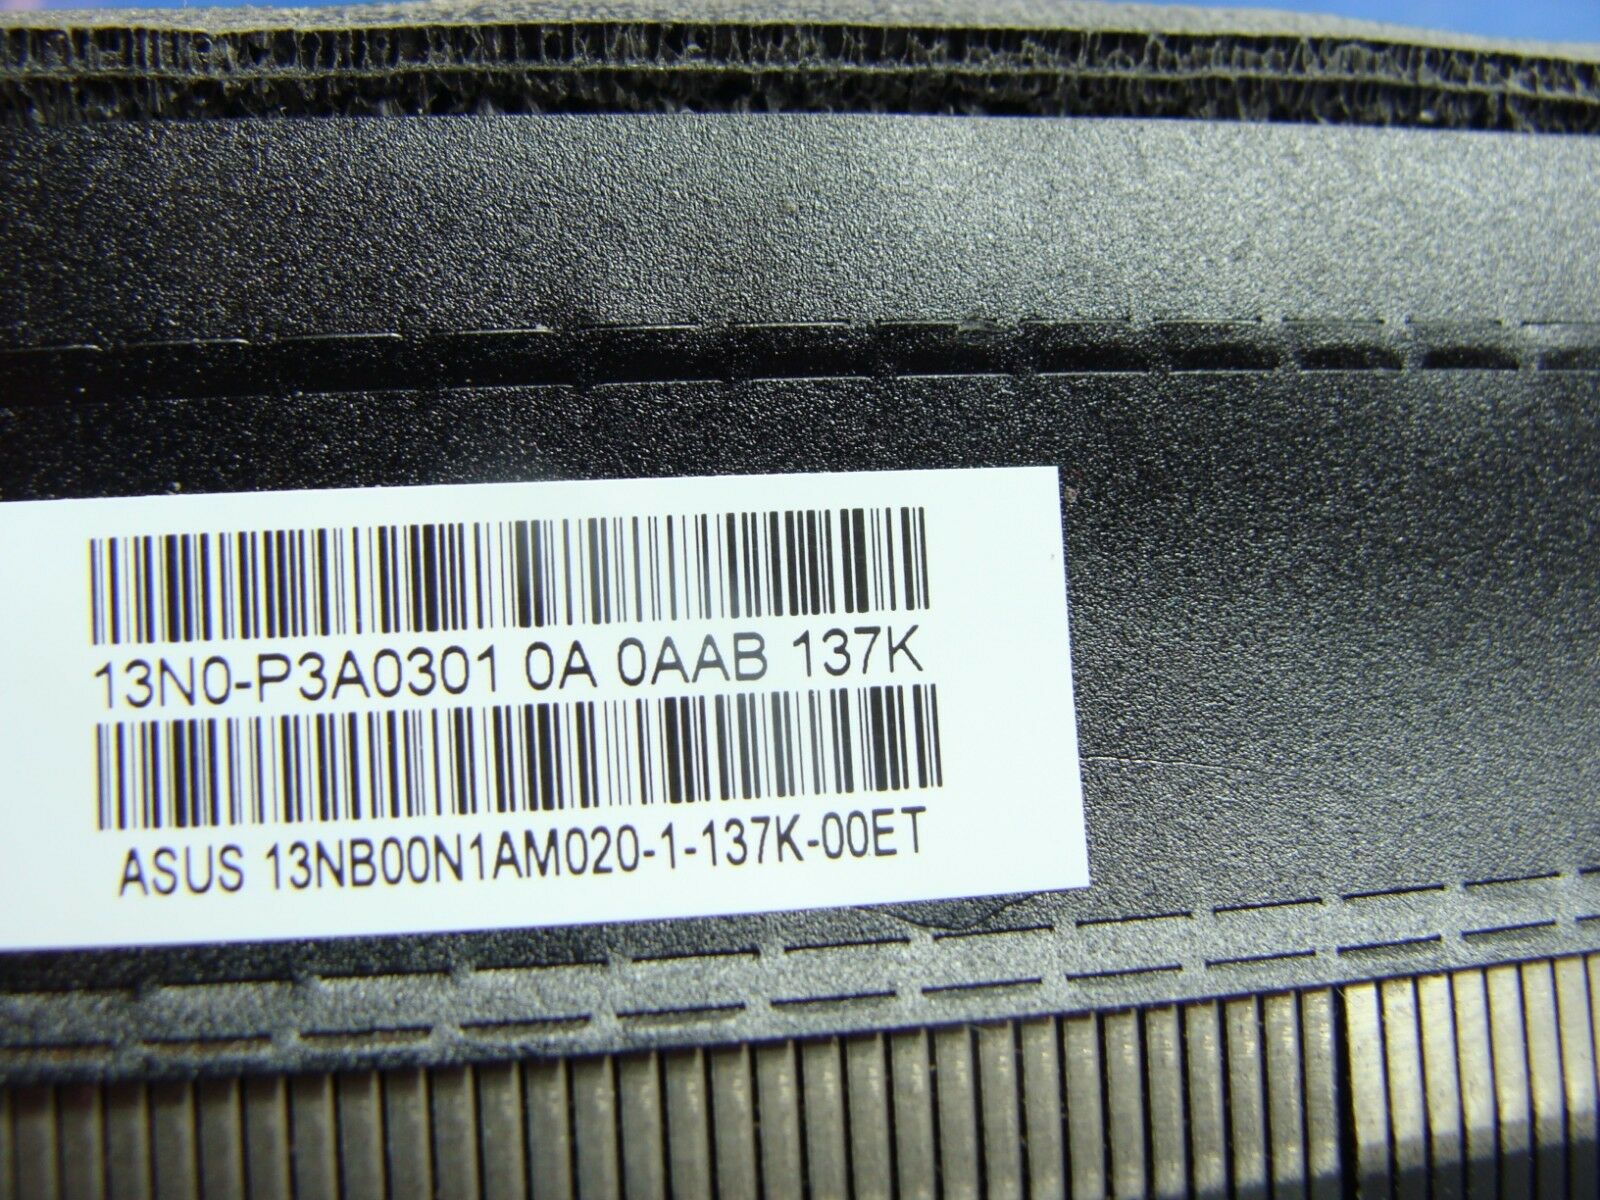 13N0-P3A0301 0A 0AAB 137K
ASUS 13NB00N1AM020-1-137K-00ET